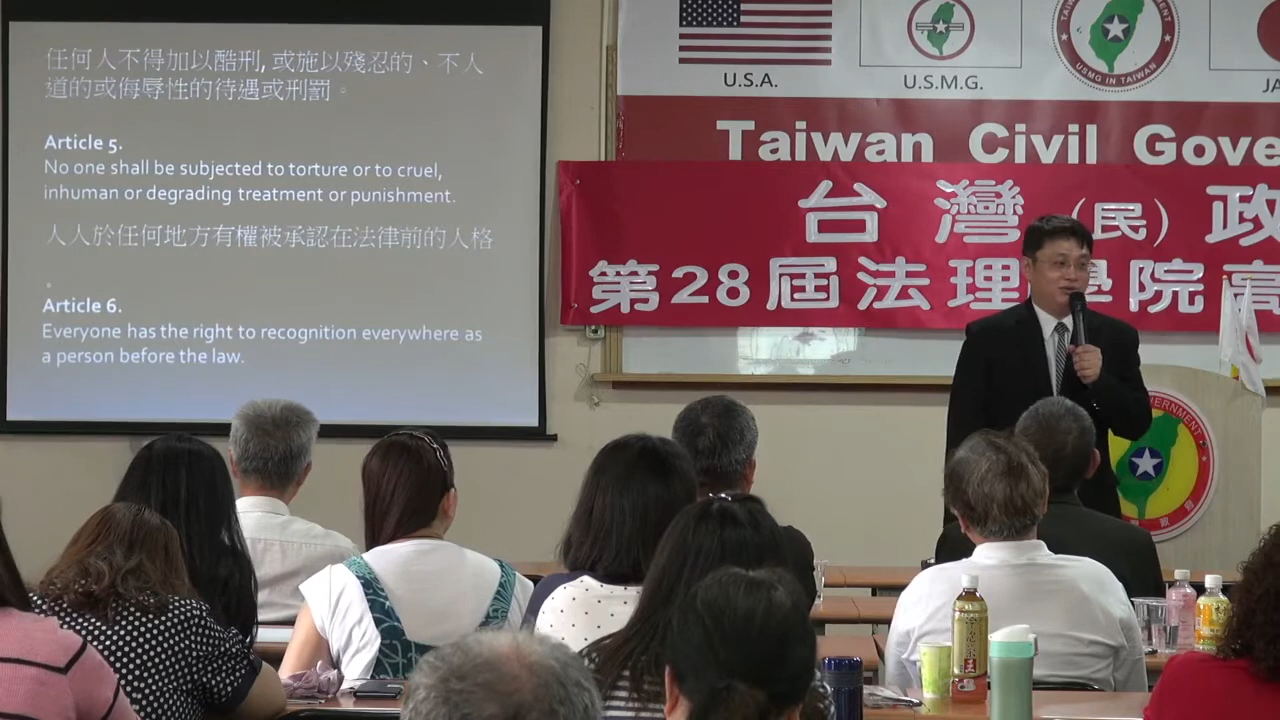 任何人不得加以酷刑, 或施以殘忍的、不人
道的或侮辱性的待遇或刑罰。
Article 5.
No one shall be subjected to torture or to cruel,
inhuman or degrading treatment or punishment.
人人於任何地方有權被承認在法律前的人格
。
Article 6.
Everyone has the right to recognition everywhere as
a person before the law.
U.S.A.
U.S.M.G.
USMG IN TAIWAN
JA
Taiwan Civil Gove
台灣(民)政
第28屆法理學院高